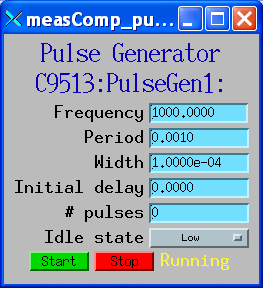 measComp_pu...
Pulse Generator
C9513:PulseGen1:
Frequency 1000.0000
Period 0.0010
Width 1.0000e-04
Initial delay 0.0000
# pulses 0
Idle state Low
Start Stop Running